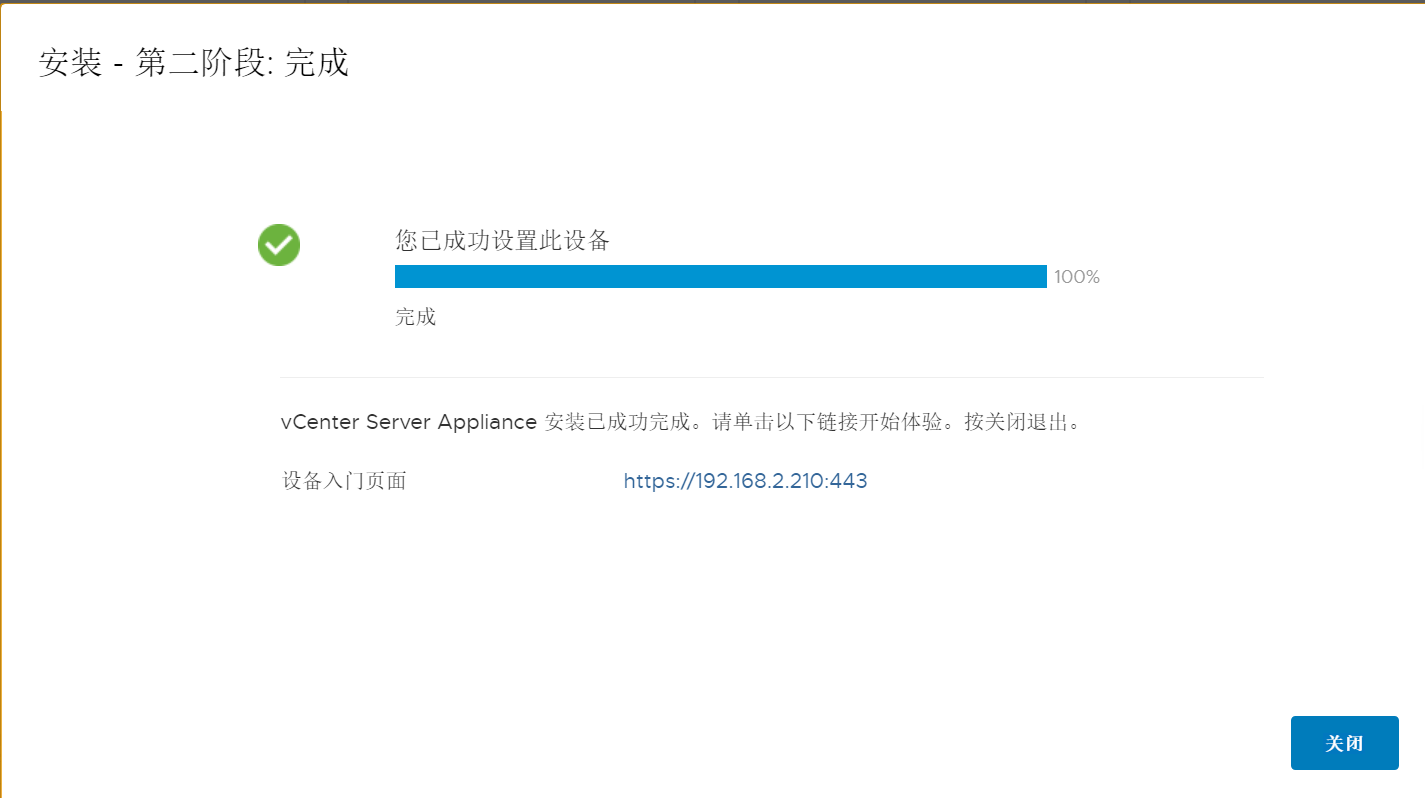 安装 - 第二阶段: 完成
您已成功设置此设备
100%
完成
vCenter Server Appliance 安装已成功完成。请单击以下链接开始体验。按关闭退出。
设备入门页面 https://192.168.2.210:443
关闭